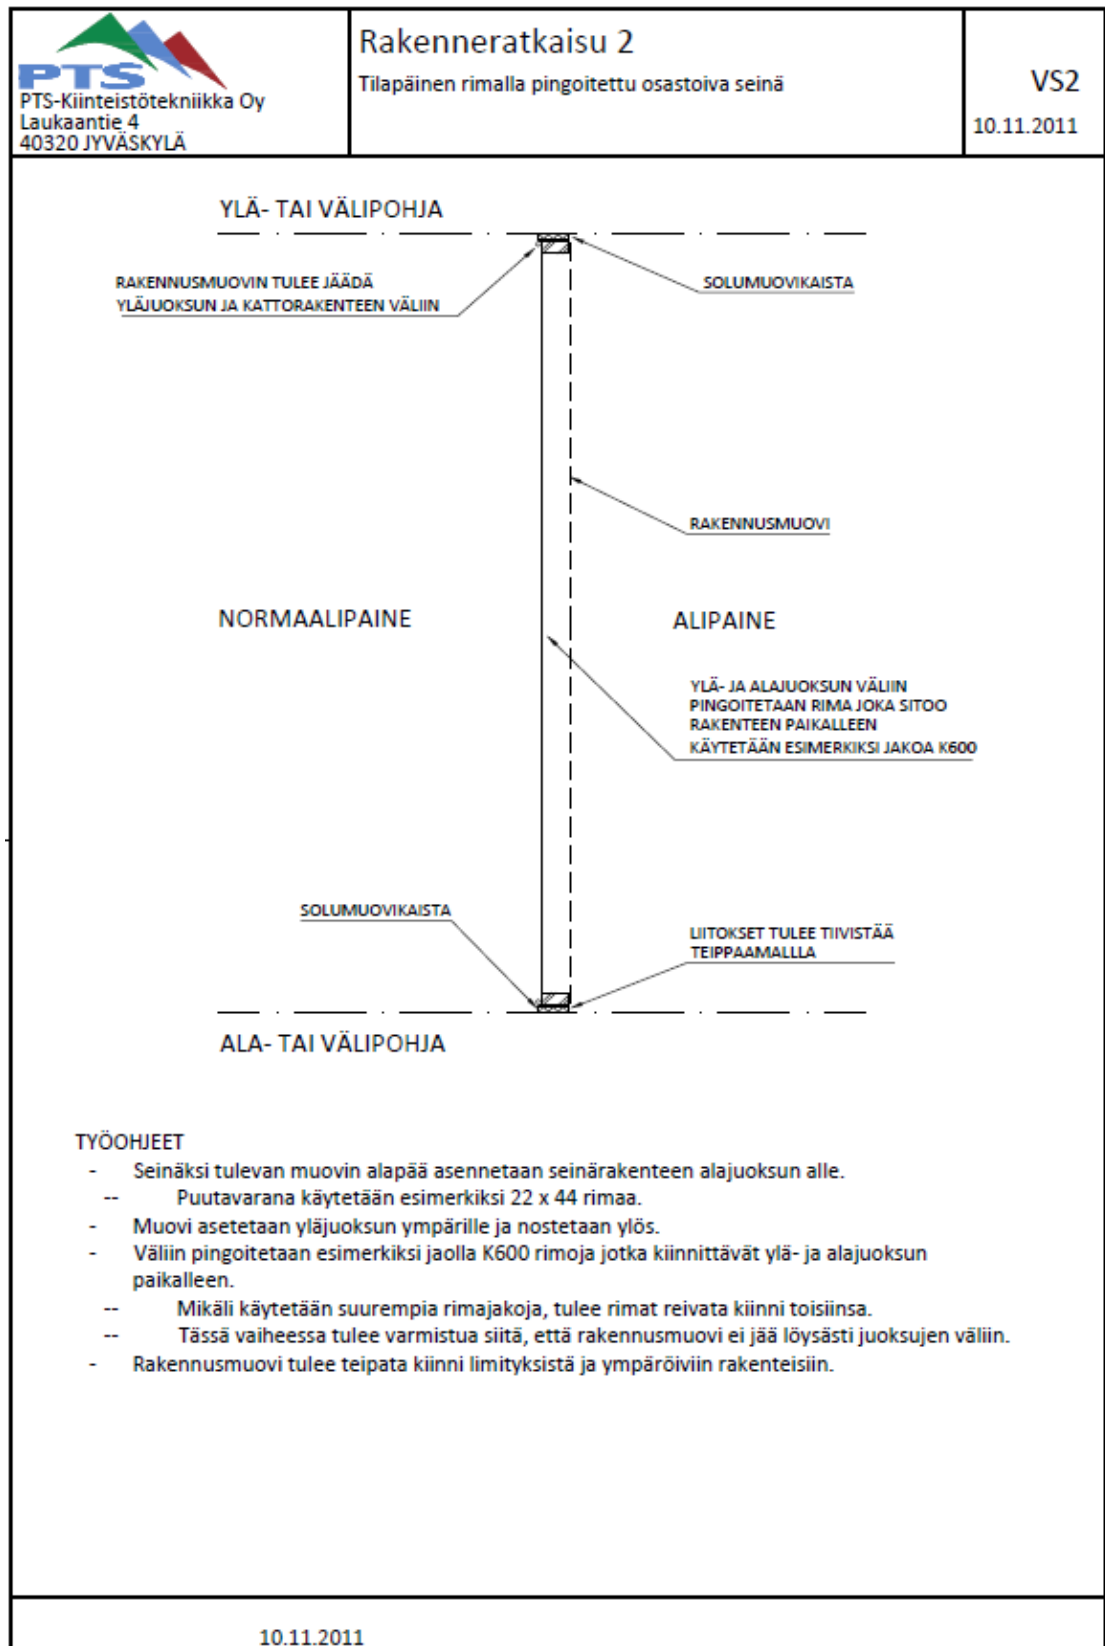 PTS
PTS-Kiinteistötekniikka Oy
Laukaantie 4
40320 JYVÄSKYLÄ
Rakenneratkaisu 2
Tilapäinen rimalla pingoitettu osastoiva seinä
VS2
10.11.2011
YLÄ- TAI VÄLIPOHJA
RAKENNUSMUOVIN TULEE JÄÄDÄ
YLÄJUOKSUN JA KATTORAKENTEEN VÄLIIN
SOLUMUOVIKAISTA
RAKENNUSMUOVI
NORMAALIPAINE
ALIPAINE
YLÄ- JA ALAJUOKSUN VÄLIIN
PINGOITETAAN RIMA JOKA SITOO
RAKENTEEN PAIKALLEEN
KÄYTETÄÄN ESIMERKIKSI JAKOA K600
SOLUMUOVIKAISTA
LIITOKSET TULEE TIIVISTÄÄ
TEIPPAAMALLLA
ALA- TAI VÄLIPOHJA
TYÖOHJEET
- Seinäksi tulevan muovin alapää asennetaan seinärakenteen alajuoksun alle.
-- Puutavarana käytetään esimerkiksi 22 x 44 rimaa.
- Muovi asetetaan yläjuoksun ympärille ja nostetaan ylös.
- Väliin pingoitetaan esimerkiksi jaolla K600 rimoja jotka kiinnittävät ylä- ja alajuoksun
paikalleen.
-- Mikäli käytetään suurempia rimajakoja, tulee rimat reivata kiinni toisiinsa.
-- Tässä vaiheessa tulee varmistua siitä, että rakennusmuovi ei jää löysästi juoksujen väliin.
- Rakennusmuovi tulee teipata kiinni limityksistä ja ympäröiviin rakenteisiin.
10.11.2011